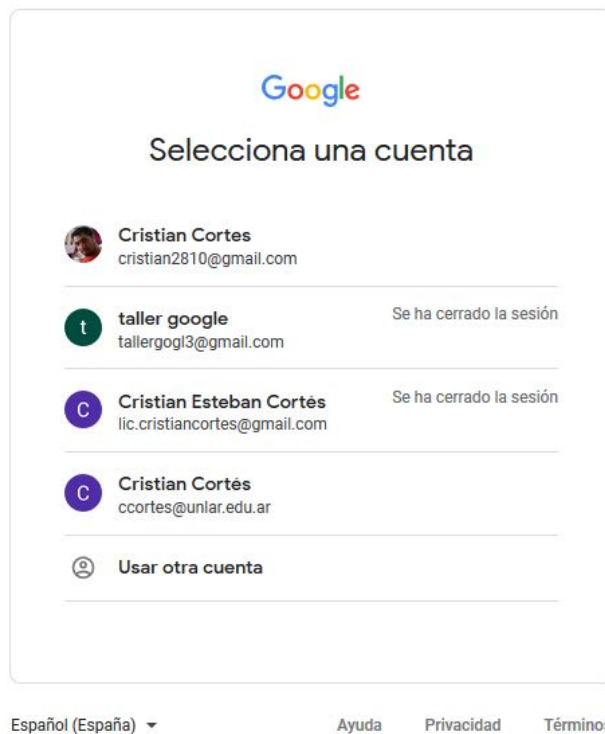 Google
Selecciona una cuenta
Cristian Cortes
cristian2810@gmail.com
t
taller google
Se ha cerrado la sesión
tallergogl3@gmail.com
C
Cristian Esteban Cortés
Se ha cerrado la sesión
lic.cristiancortes@gmail.com
C
Cristian Cortés
ccortes@unlar.edu.ar
Usar otra cuenta
Español (España) Ayuda Privacidad Términos